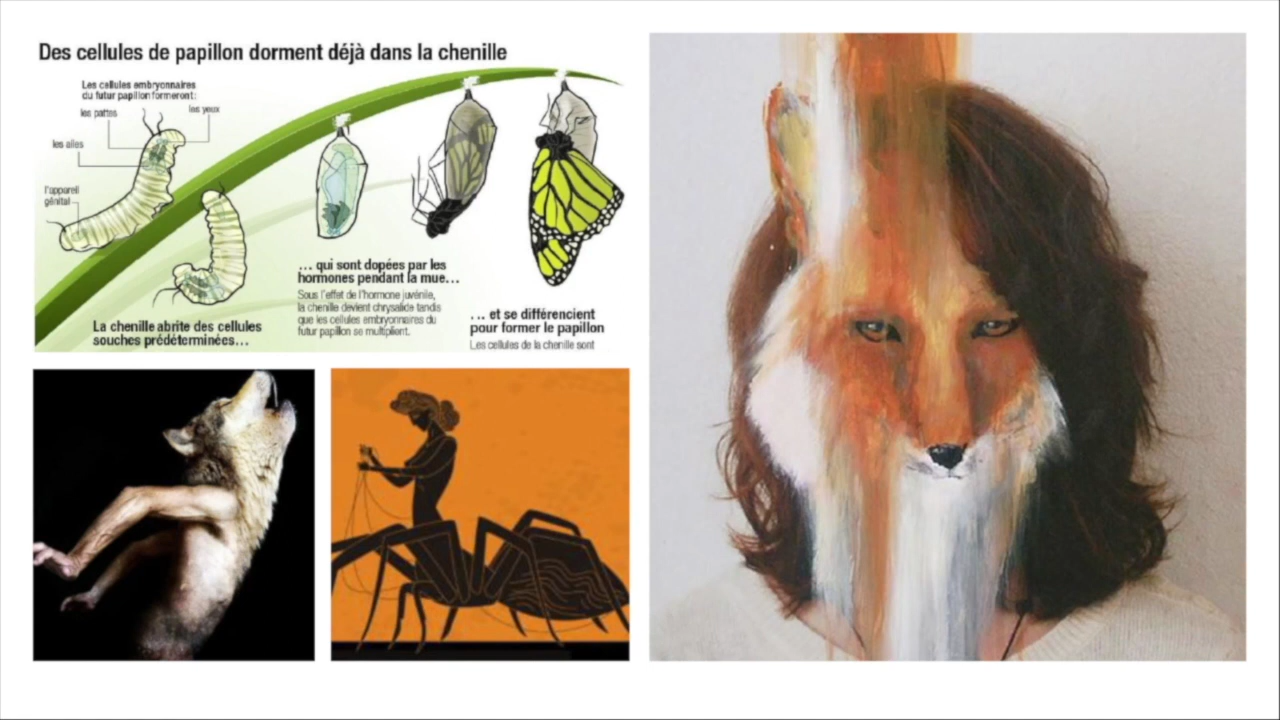 Des cellules de papillon dorment déjà dans la chenille
Les cellules embryonnaires
du futur papillon formeront:
les pattes
les yeux
les ailes
l'appareil
génital
La chenille abrite des cellules
souches prédéterminées...
... qui sont dopées par les
hormones pendant la mue...
Sous l'effet de l'hormone juvénile,
la chenille devient chrysalide tandis
que les cellules embryonnaires du
futur papillon se multiplient.
... et se différencient
pour former le papillon
Les cellules de la chenille sont